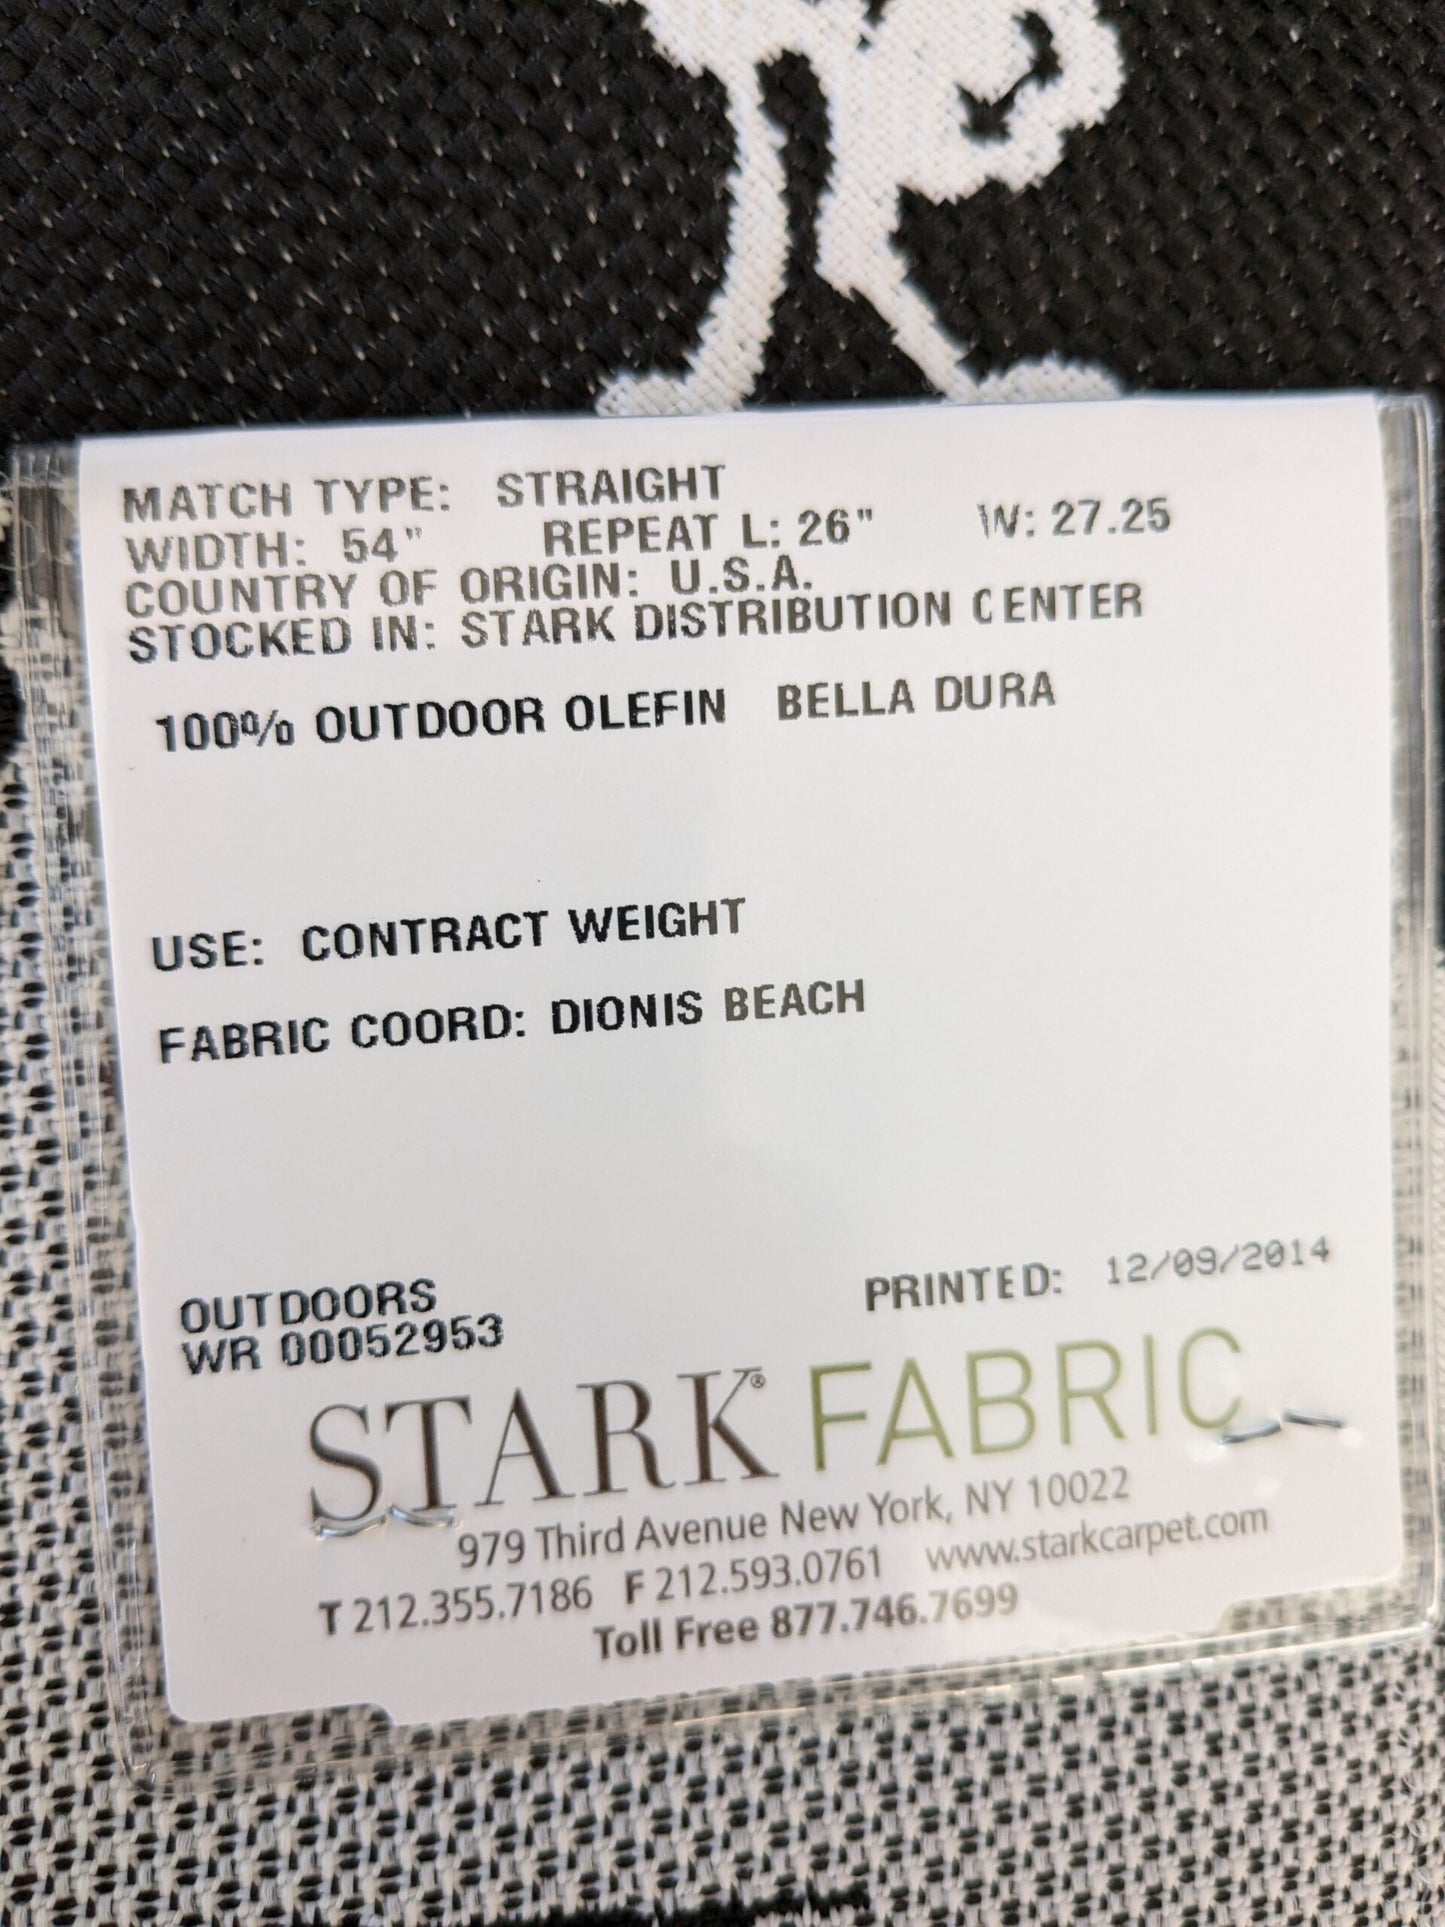 MATCH TYPE: STRAIGHT
WIDTH: 54" REPEAT L: 26" W: 27.25
COUNTRY OF ORIGIN: U.S.A.
STOCKED IN: STARK DISTRIBUTION CENTER
100% OUTDOOR OLEFIN BELLA DURA
USE: CONTRACT WEIGHT
FABRIC COORD: DIONIS BEACH
OUTDOORS PRINTED: 12/09/2014
WR 00052953
STARK® FABRIC
979 Third Avenue New York, NY 10022
T 212.355.7186 F 212.593.0761 www.starkcarpet.com
Toll Free 877.746.7699